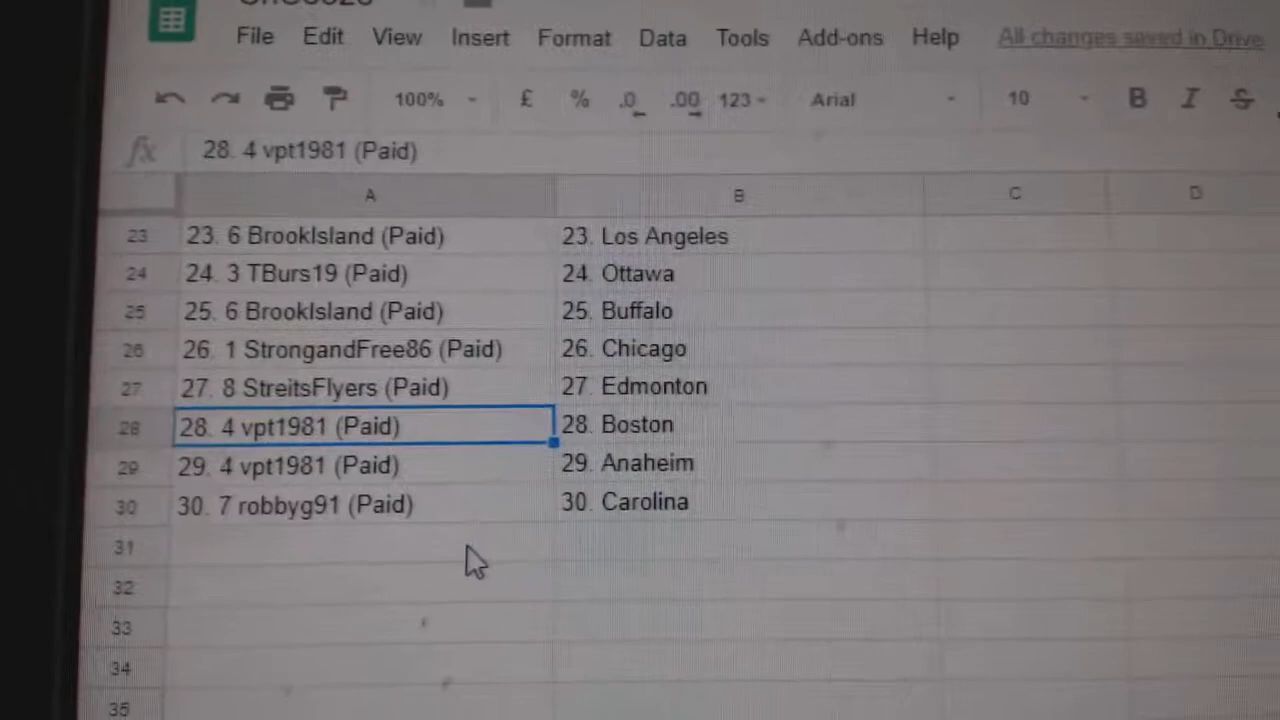 File Edit View Insert Format Data Tools Add-ons Help All changes saved in Drive
100% £ % .0 .00 123 Arial 10 B I S
fx 28. 4 vpt1981 (Paid)
A B C D
23 23. 6 BrookIsland (Paid) 23. Los Angeles
24 24. 3 TBurs19 (Paid) 24. Ottawa
25 25. 6 BrookIsland (Paid) 25. Buffalo
26 26. 1 StrongandFree86 (Paid) 26. Chicago
27 27. 8 StreitsFlyers (Paid) 27. Edmonton
28 28. 4 vpt1981 (Paid) 28. Boston
29 29. 4 vpt1981 (Paid) 29. Anaheim
30 30. 7 robbyg91 (Paid) 30. Carolina
31
32
33
34
35